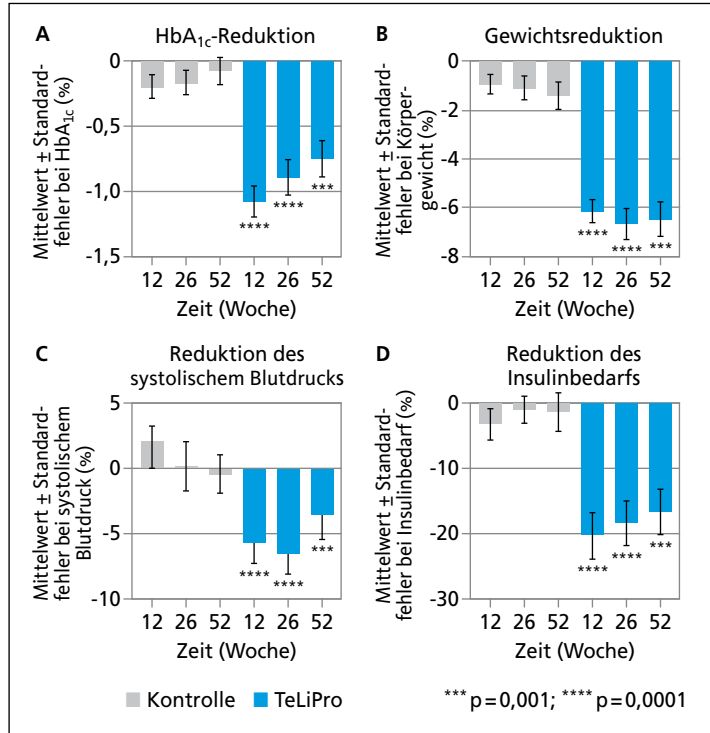 A HbA1c-Reduktion
Mittelwert ± Standard-
fehler bei HbA1c (%)
0
-0,5
-1,0
-1,5
****
****
***
12 26 52 12 26 52
Zeit (Woche)
B Gewichtsreduktion
Mittelwert ± Standard-
fehler bei Körper-
gewicht (%)
0
-2
-4
-6
-8
****
****
***
12 26 52 12 26 52
Zeit (Woche)
C Reduktion des
systolischem Blutdrucks
Mittelwert ± Standard-
fehler bei systolischem
Blutdruck (%)
5
0
-5
-10
****
****
***
12 26 52 12 26 52
Zeit (Woche)
D Reduktion des
Insulinbedarfs
Mittelwert ± Standard-
fehler bei Insulinbedarf (%)
0
-10
-20
-30
****
****
***
12 26 52 12 26 52
Zeit (Woche)
Kontrolle TeLiPro
*** p=0,001; **** p=0,0001